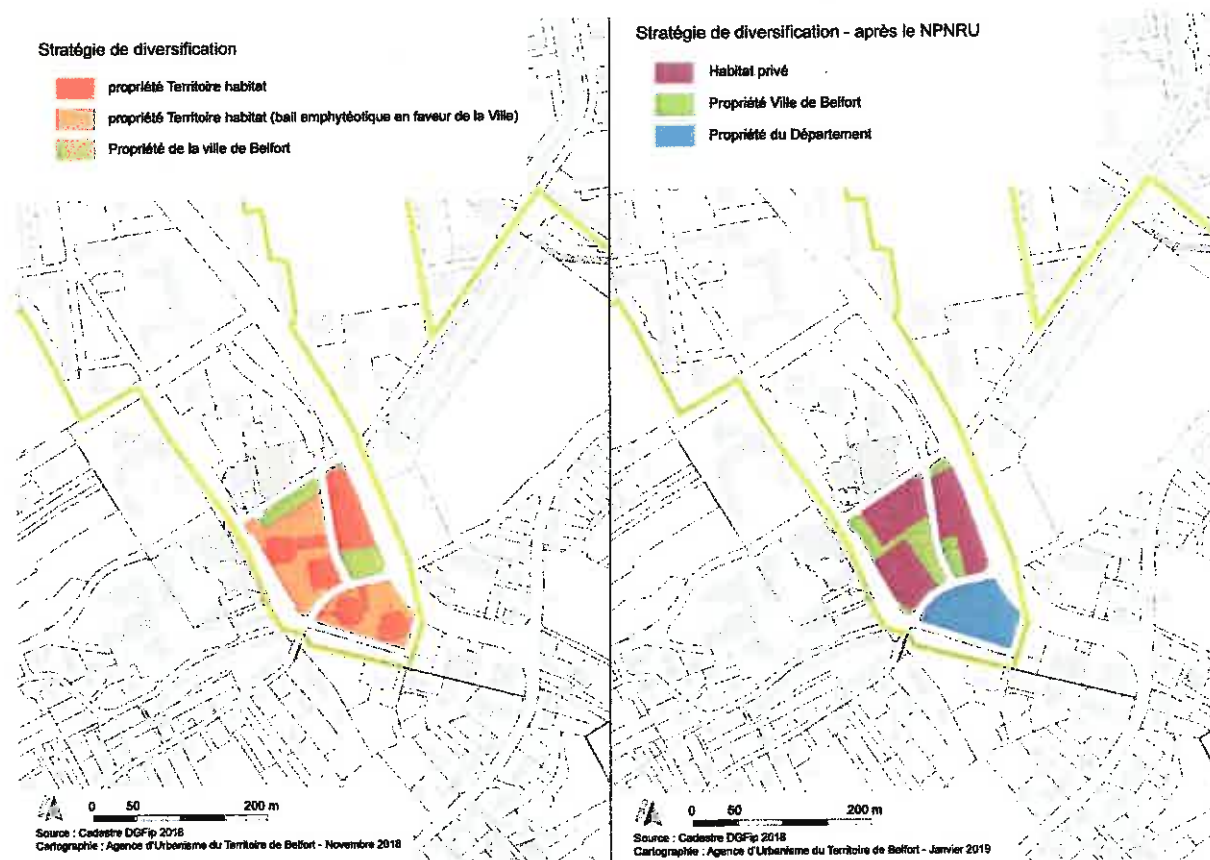 Stratégie de diversification
propriété Territoire habitat
propriété Territoire habitat (bail emphytéotique en faveur de la Ville)
Propriété de la ville de Belfort
0 50 200 m
Source : Cadastre DGFip 2018
Cartographie : Agence d'Urbanisme du Territoire de Belfort - Novembre 2018
Stratégie de diversification - après le NPNRU
Habitat privé
Propriété Ville de Belfort
Propriété du Département
0 50 200 m
Source : Cadastre DGFip 2018
Cartographie : Agence d'Urbanisme du Territoire de Belfort - Janvier 2019